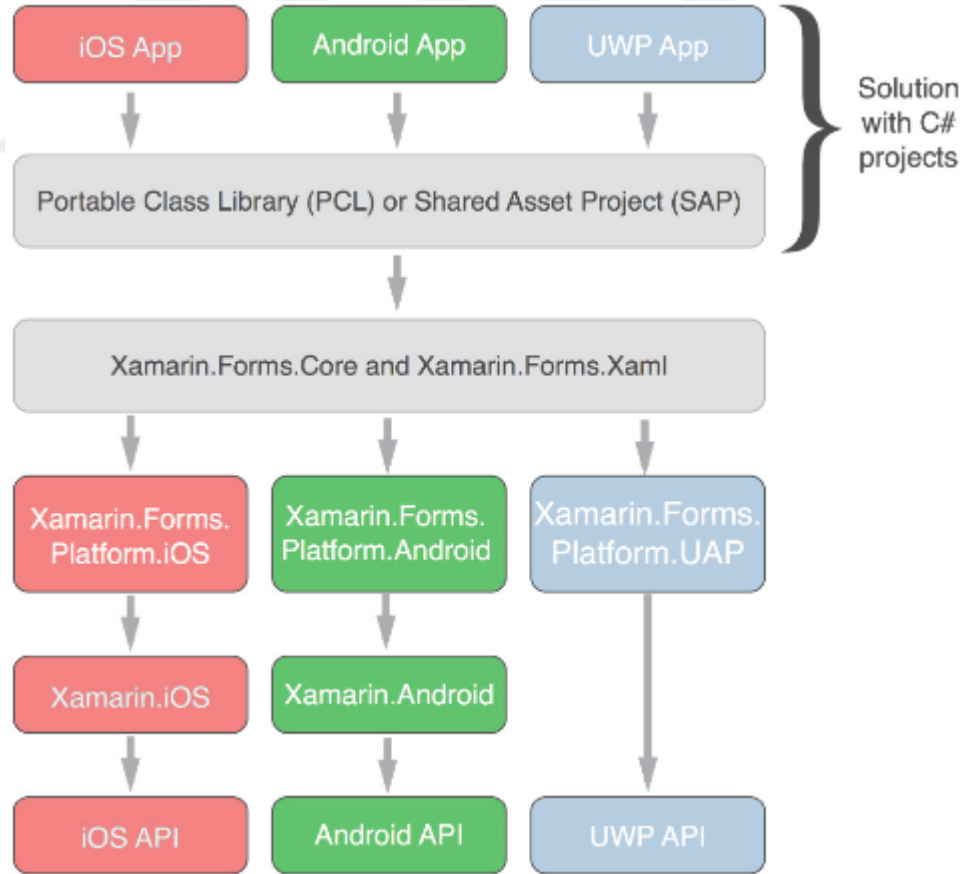 iOS App
Android App
UWP App
Solution
with C#
projects
Portable Class Library (PCL) or Shared Asset Project (SAP)
Xamarin.Forms.Core and Xamarin.Forms.Xaml
Xamarin.Forms.
Platform.iOS
Xamarin.Forms.
Platform.Android
Xamarin.Forms.
Platform.UAP
Xamarin.iOS
Xamarin.Android
iOS API
Android API
UWP API